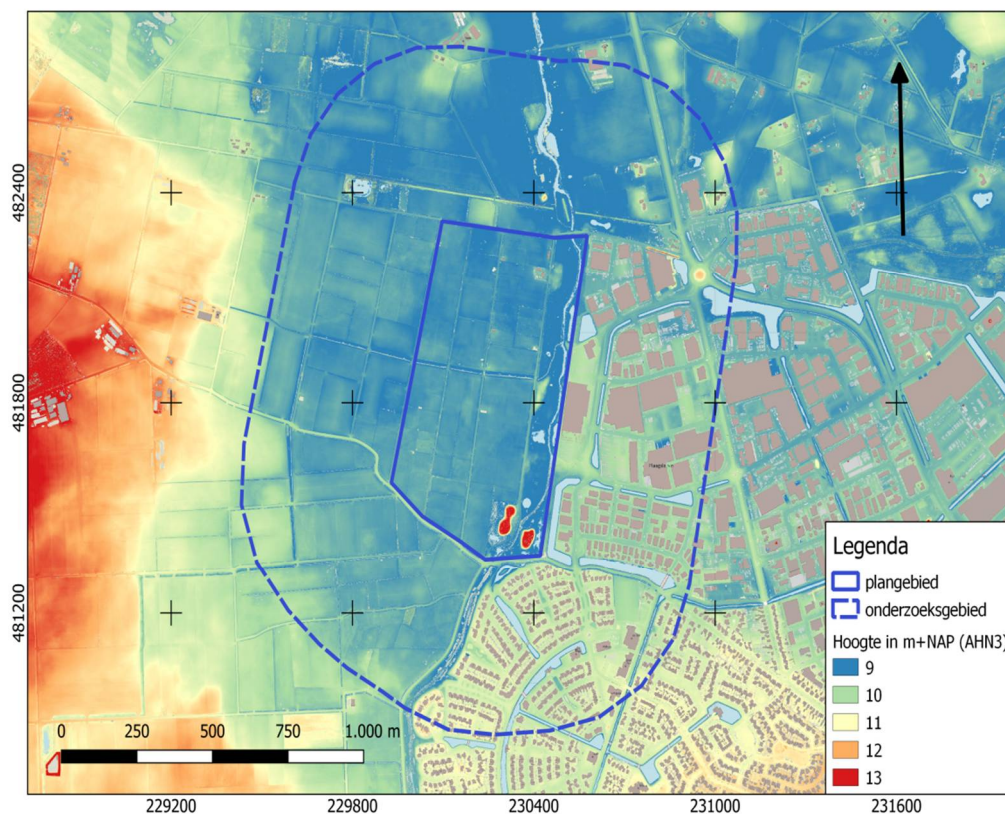 482400
481800
481200
Legenda
plangebied
onderzoeksgebied
Hoogte in m+NAP (AHN3)
9
10
11
12
13
0 250 500 750 1.000 m
229200 229800 230400 231000 231600